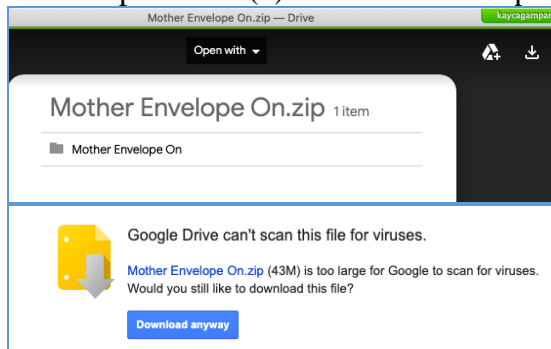 Mother Envelope On.zip — Drive
kaycagampan
Open with
Mother Envelope On.zip 1 item
Mother Envelope On
Google Drive can't scan this file for viruses.
Mother Envelope On.zip (43M) is too large for Google to scan for viruses.
Would you still like to download this file?
Download anyway